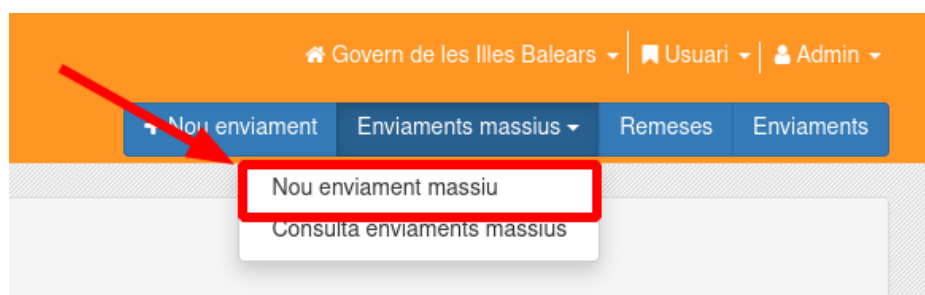 Govern de les Illes Balears Usuari Admin
Nou enviament Enviaments massius Remeses Enviaments
Nou enviament massiu
Consulta enviaments massius